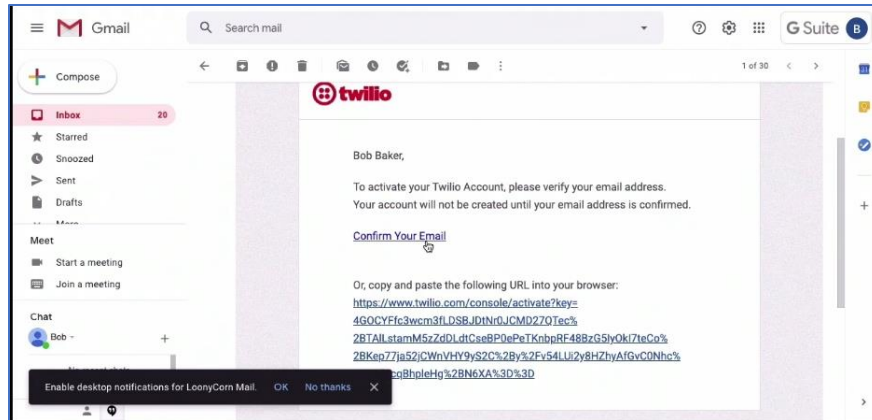 Gmail
Search mail
G Suite
B
Compose
1 of 30
twilio
Inbox 20
Starred
Snoozed
Sent
Drafts
Meet
Start a meeting
Join a meeting
Chat
Bob
Bob Baker,
To activate your Twilio Account, please verify your email address.
Your account will not be created until your email address is confirmed.
Confirm Your Email
Or, copy and paste the following URL into your browser:
https://www.twilio.com/console/activate?key=
4GOCYFfc3wcm3fLDSBJDtNr0JCMD27QTec%
2BTAILstamM5zZdDLdtCseBP0ePeTKnbpRF48BzG5lyOkI7teCo%
2BKep77ja52jCWnVHY9yS2C%2By%2Fv54LUi2y8HZhyAfGvC0Nhc%
cqBhpleHg%2BN6XA%3D%3D
Enable desktop notifications for LoonyCorn Mail. OK No thanks